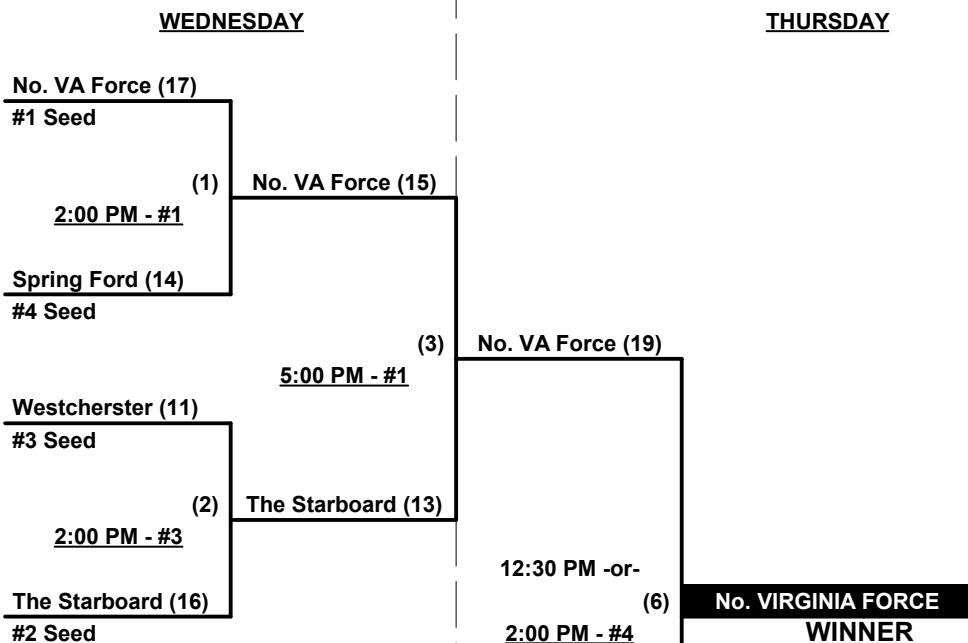 WEDNESDAY
THURSDAY
No. VA Force (17)
#1 Seed
(1)
No. VA Force (15)
2:00 PM - #1
Spring Ford (14)
#4 Seed
(3)
No. VA Force (19)
5:00 PM - #1
Westcherster (11)
#3 Seed
(2)
The Starboard (13)
2:00 PM - #3
12:30 PM -or-
The Starboard (16)
(6)
No. VIRGINIA FORCE
#2 Seed
2:00 PM - #4
WINNER